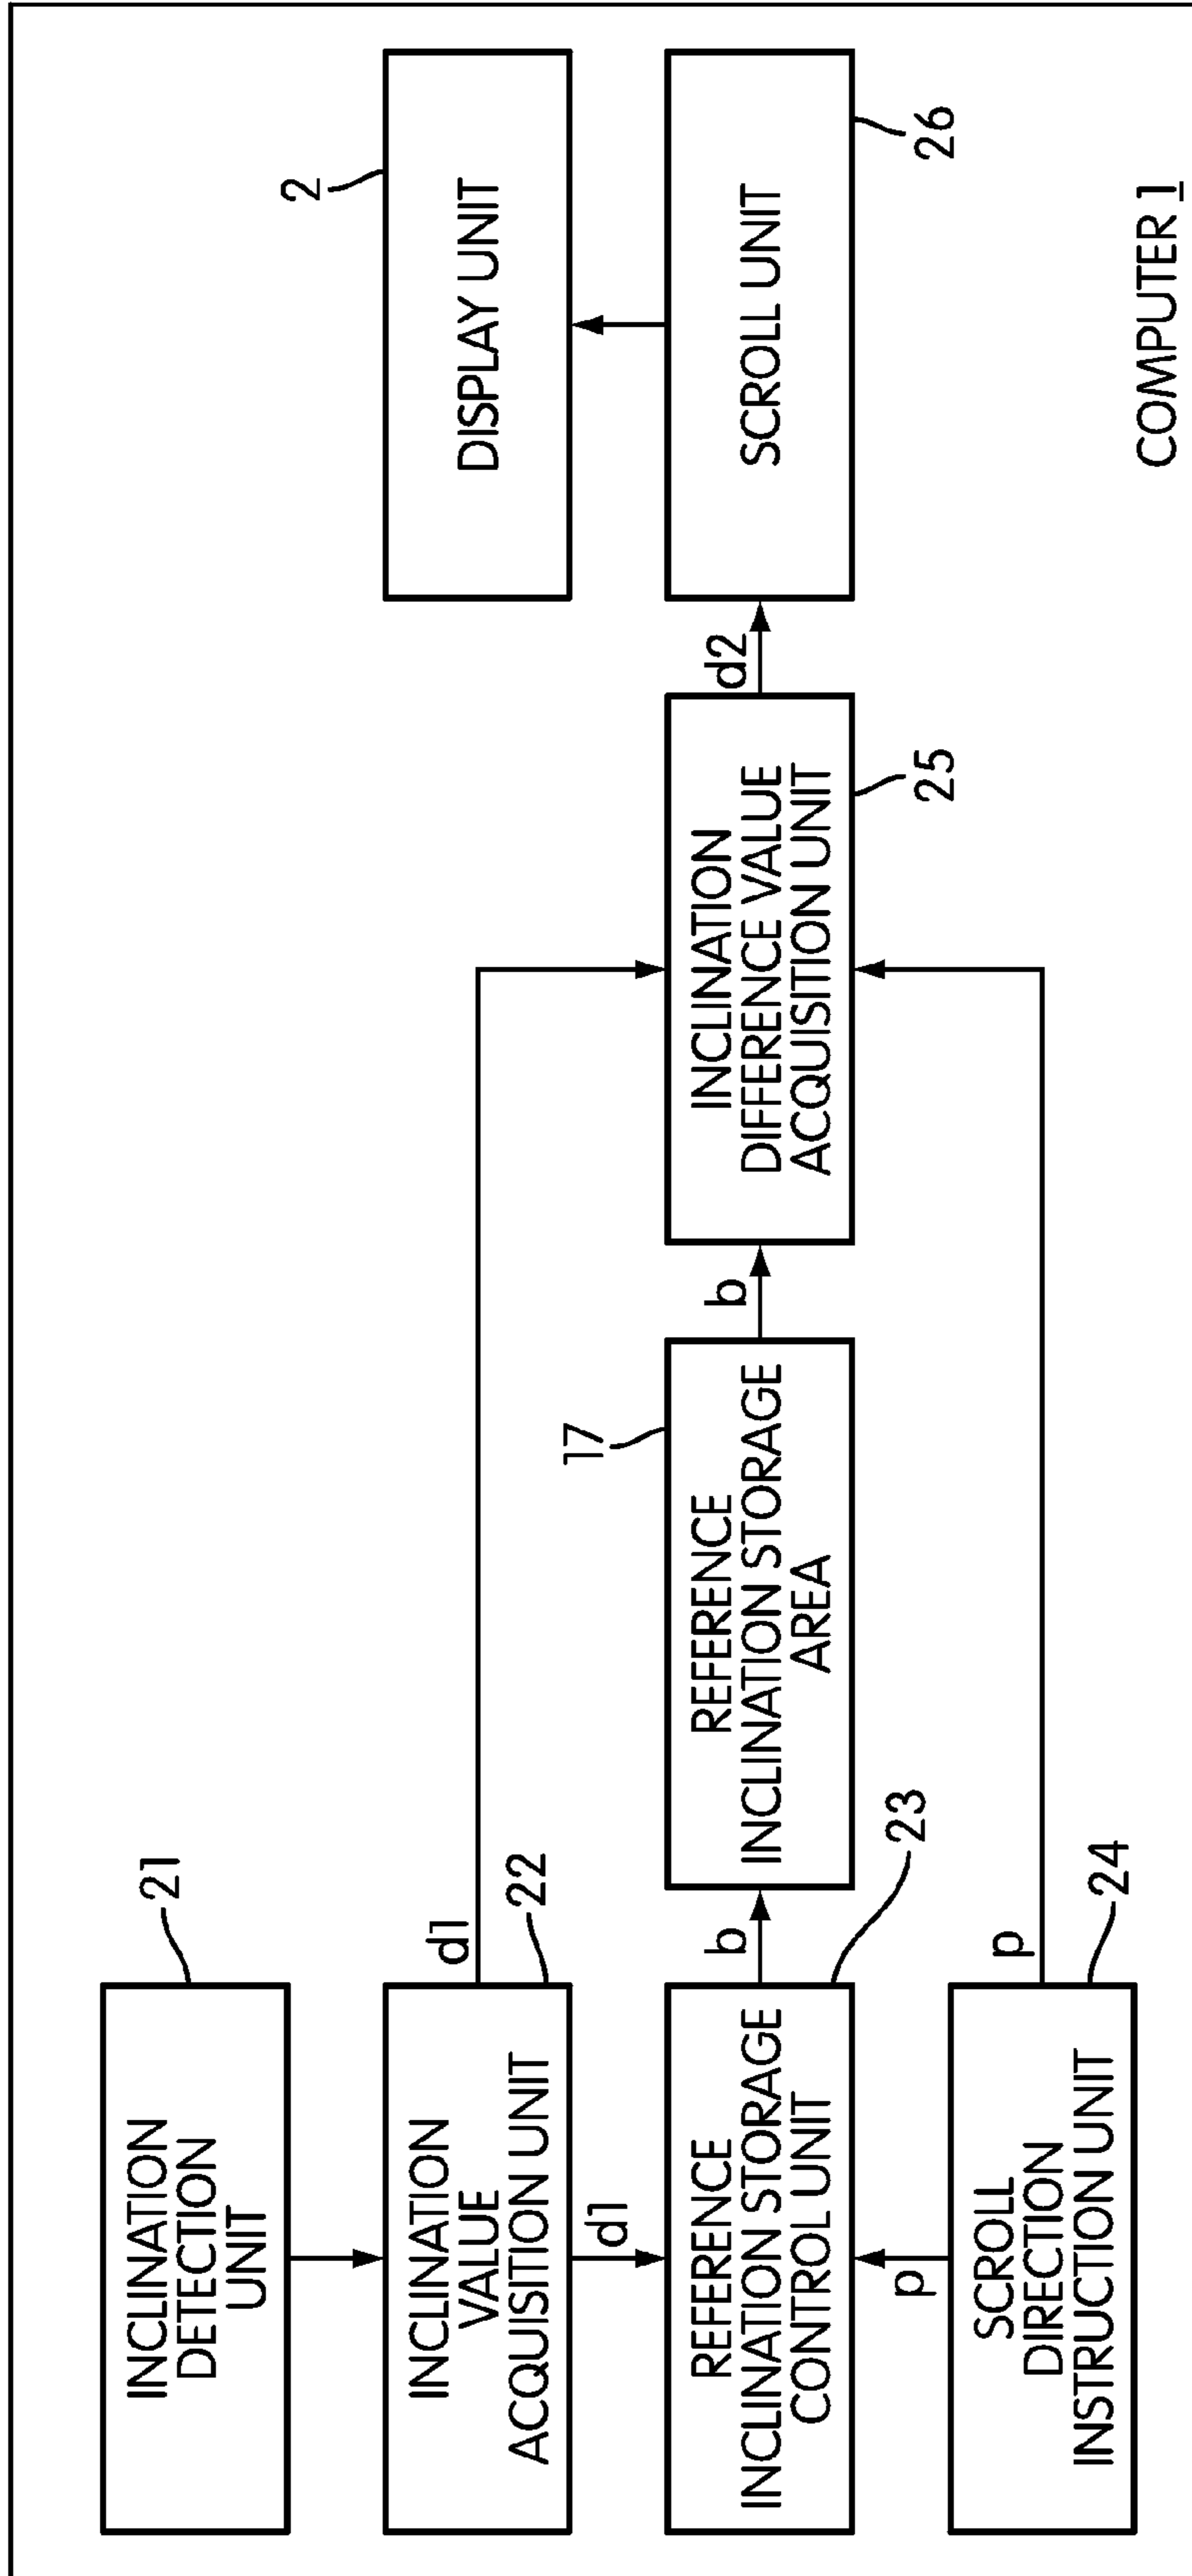 21
INCLINATION
DETECTION
UNIT
d1
22
INCLINATION
VALUE
ACQUISITION UNIT
d1
REFERENCE
INCLINATION STORAGE
CONTROL UNIT
23
b
p
SCROLL
DIRECTION
INSTRUCTION UNIT
24
p
17
REFERENCE
INCLINATION STORAGE
AREA
b
INCLINATION
DIFFERENCE VALUE
ACQUISITION UNIT
25
d2
2
DISPLAY UNIT
SCROLL UNIT
26
COMPUTER 1